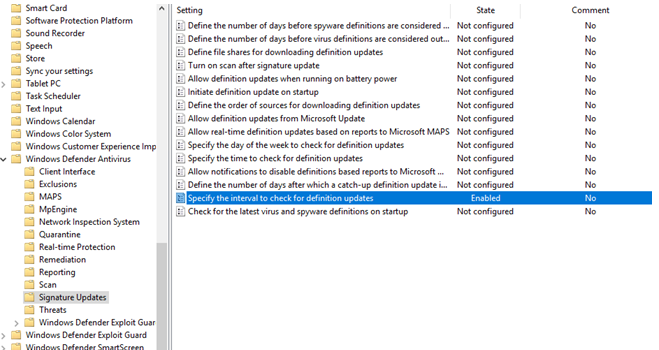 Smart Card
Software Protection Platform
Sound Recorder
Speech
Store
Sync your settings
Tablet PC
Task Scheduler
Text Input
Windows Calendar
Windows Color System
Windows Customer Experience Imp
Windows Defender Antivirus
Client Interface
Exclusions
MAPS
MpEngine
Network Inspection System
Quarantine
Real-time Protection
Remediation
Reporting
Scan
Signature Updates
Threats
Windows Defender Exploit Guar
Windows Defender Exploit Guard
Windows Defender SmartScreen
Setting State Comment
Define the number of days before spyware definitions are considered ... Not configured No
Define the number of days before virus definitions are considered out... Not configured No
Define file shares for downloading definition updates Not configured No
Turn on scan after signature update Not configured No
Allow definition updates when running on battery power Not configured No
Initiate definition update on startup Not configured No
Define the order of sources for downloading definition updates Not configured No
Allow definition updates from Microsoft Update Not configured No
Allow real-time definition updates based on reports to Microsoft MAPS Not configured No
Specify the day of the week to check for definition updates Not configured No
Specify the time to check for definition updates Not configured No
Allow notifications to disable definitions based reports to Microsoft ... Not configured No
Define the number of days after which a catch-up definition update i... Not configured No
Specify the interval to check for definition updates Enabled No
Check for the latest virus and spyware definitions on startup Not configured No